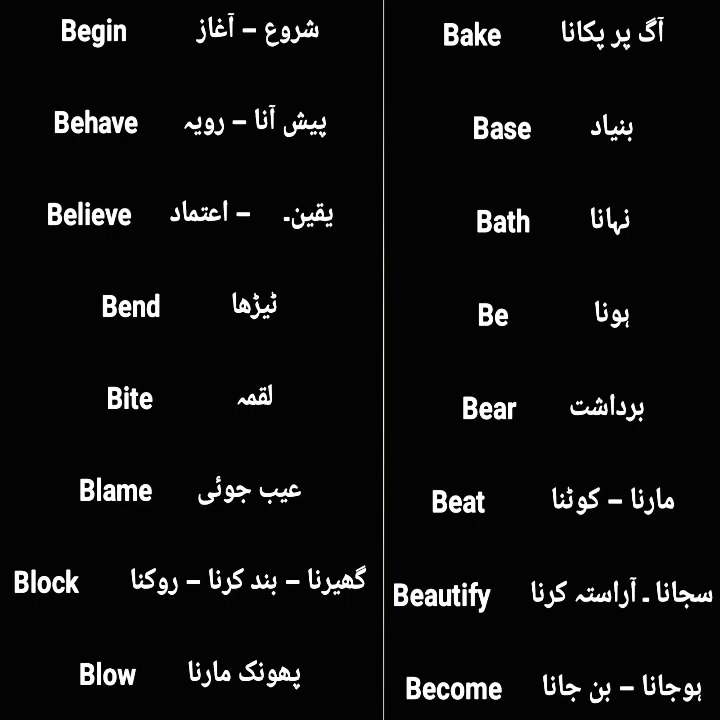 Begin شروع – آغاز
Behave پیش آنا – رویہ
Believe یقین۔ – اعتماد
Bend ٹیڑھا
Bite لقمہ
Blame عیب جوئی
Block گھیرنا – بند کرنا – روکنا
Blow پھونک مارنا
Bake آگ پر پکانا
Base بنیاد
Bath نہانا
Be ہونا
Bear برداشت
Beat مارنا – کوٹنا
Beautify سجانا ۔ آراستہ کرنا
Become ہوجانا – بن جانا